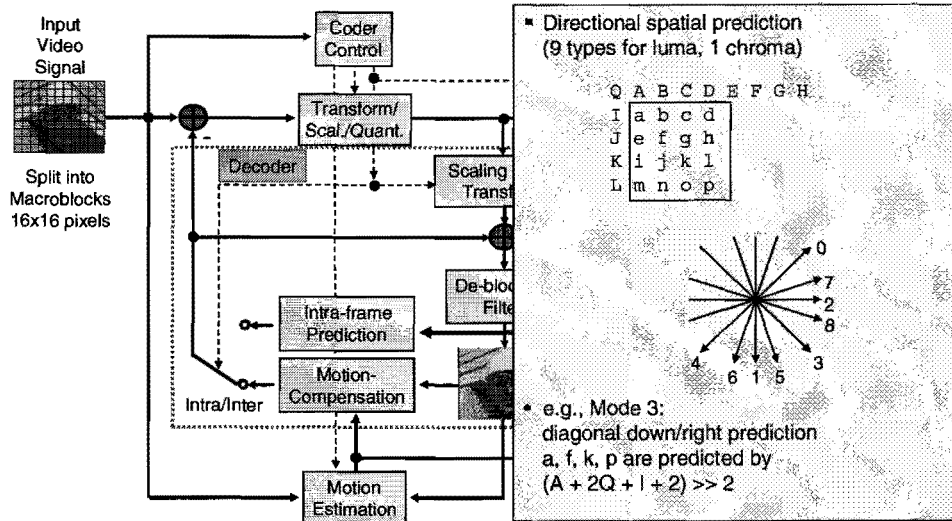 Input
Video
Signal
Split into
Macroblocks
16x16 pixels
Coder
Control
Transform/
Scal./Quant.
-
Decoder
Scaling
Transf
De-bloc
Filte
Intra-frame
Prediction
Motion-
Compensation
Intra/Inter
Motion
Estimation
▪ Directional spatial prediction
(9 types for luma, 1 chroma)
Q A B C D E F G H
I a b c d
J e f g h
K i j k l
L m n o p
0
7
2
8
4 6 1 5 3
• e.g., Mode 3:
diagonal down/right prediction
a, f, k, p are predicted by
(A + 2Q + I + 2) >> 2